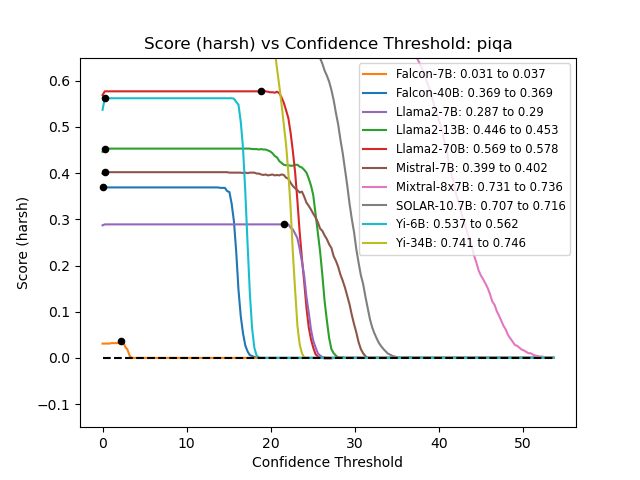 Score (harsh) vs Confidence Threshold: piqa
Score (harsh)
0.6
0.5
0.4
0.3
0.2
0.1
0.0
−0.1
Falcon-7B: 0.031 to 0.037
Falcon-40B: 0.369 to 0.369
Llama2-7B: 0.287 to 0.29
Llama2-13B: 0.446 to 0.453
Llama2-70B: 0.569 to 0.578
Mistral-7B: 0.399 to 0.402
Mixtral-8x7B: 0.731 to 0.736
SOLAR-10.7B: 0.707 to 0.716
Yi-6B: 0.537 to 0.562
Yi-34B: 0.741 to 0.746
0 10 20 30 40 50
Confidence Threshold